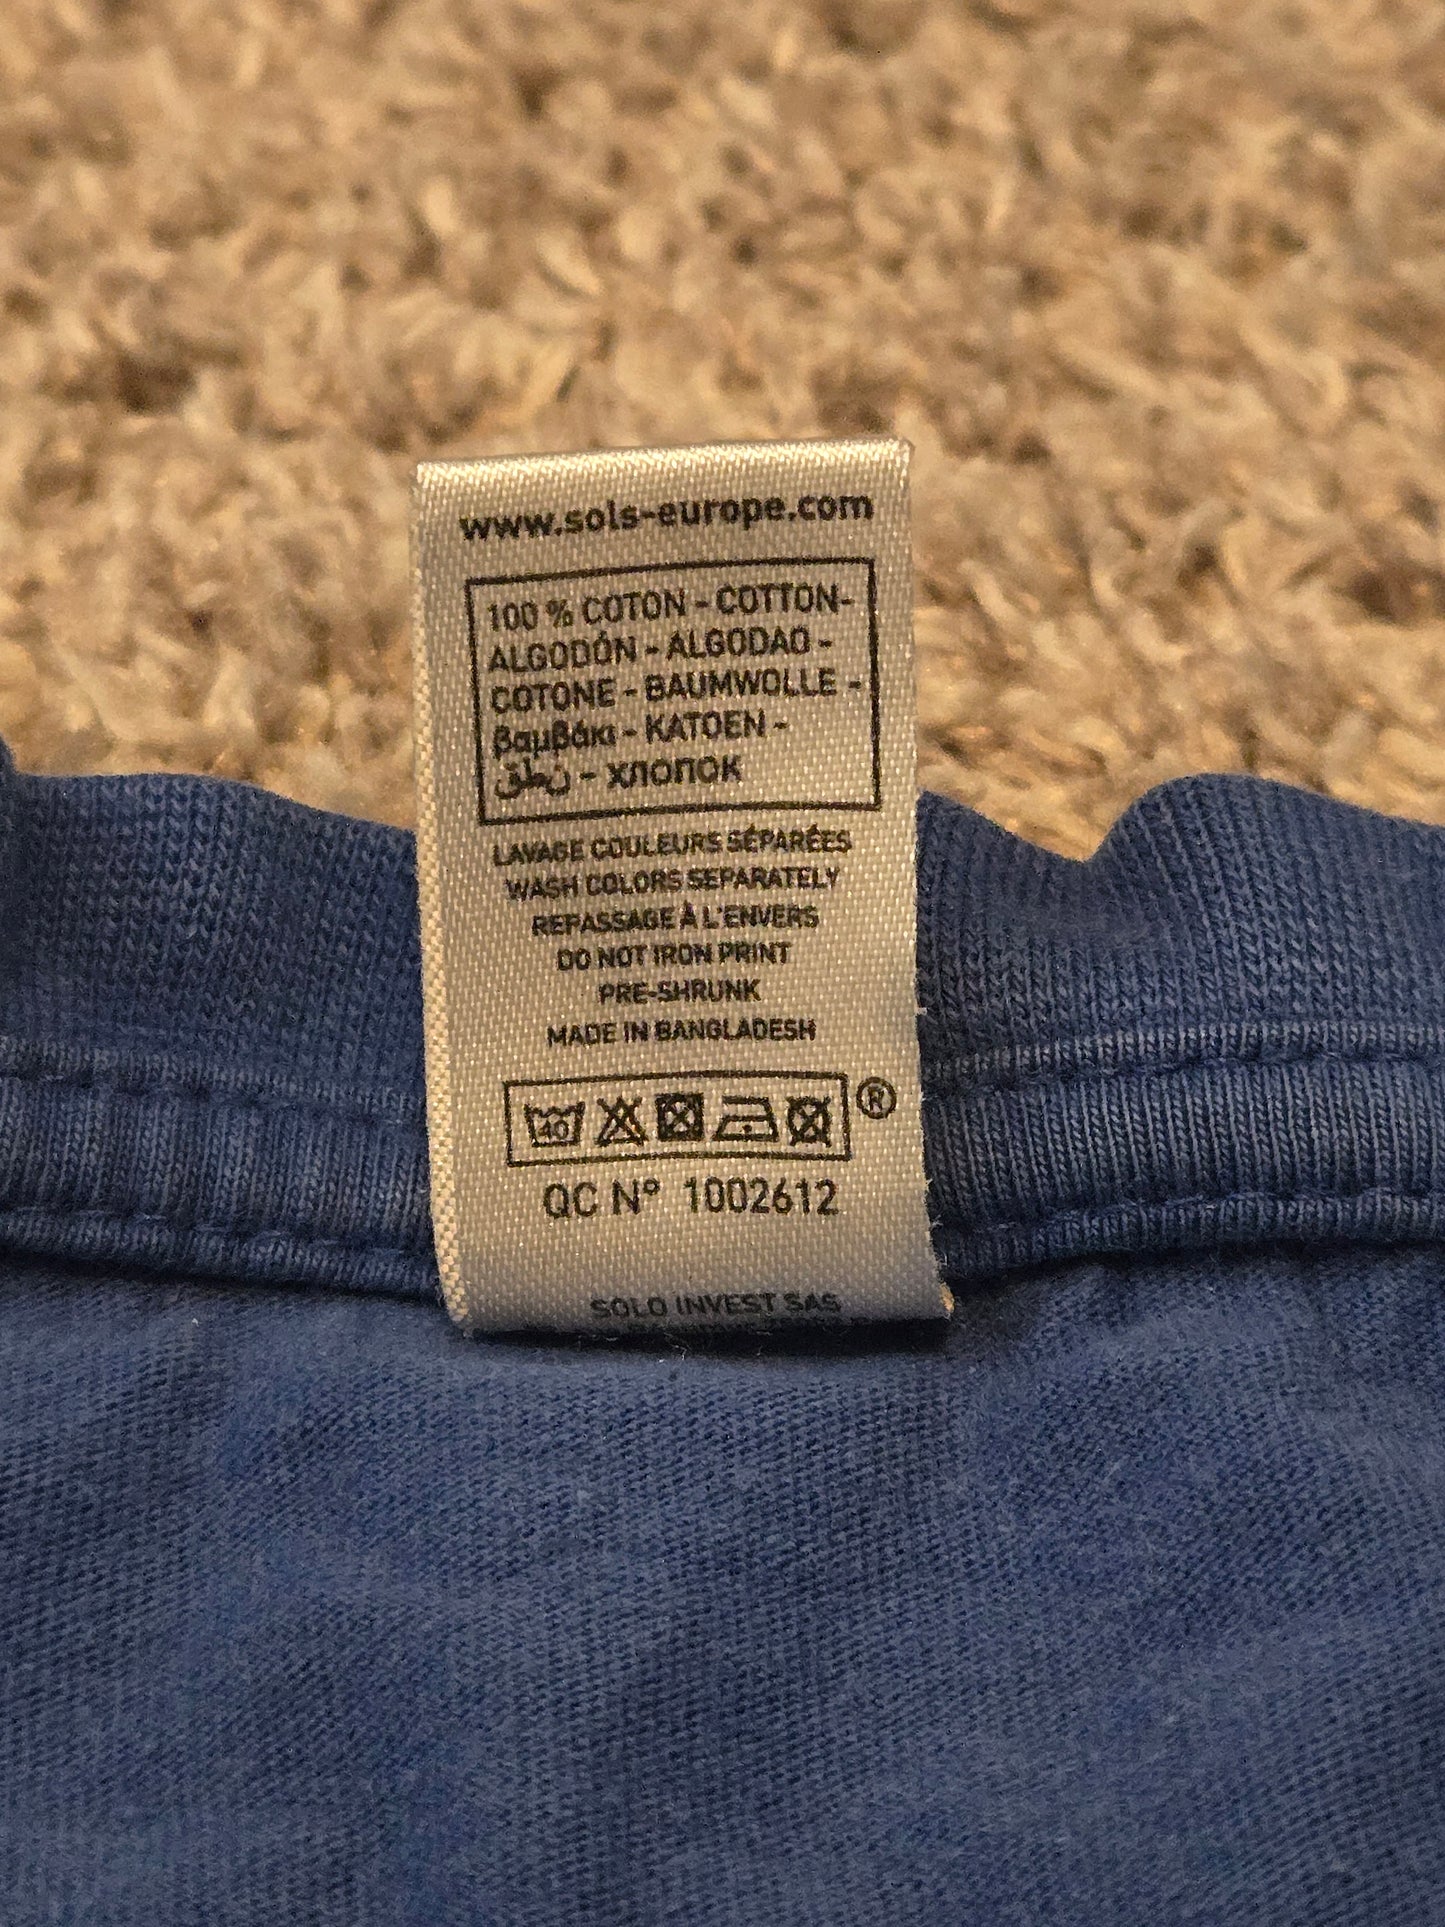 www.sols-europe.com
100 % COTON - COTTON-
ALGODÓN - ALGODAO -
COTONE - BAUMWOLLE -
βαμβάκι - KATOEN -
قطن - хлопок
LAVAGE COULEURS SÉPARÉES
WASH COLORS SEPARATELY
REPASSAGE À L'ENVERS
DO NOT IRON PRINT
PRE-SHRUNK
MADE IN BANGLADESH
40 ®
QC N° 1002612
SOLO INVEST SAS